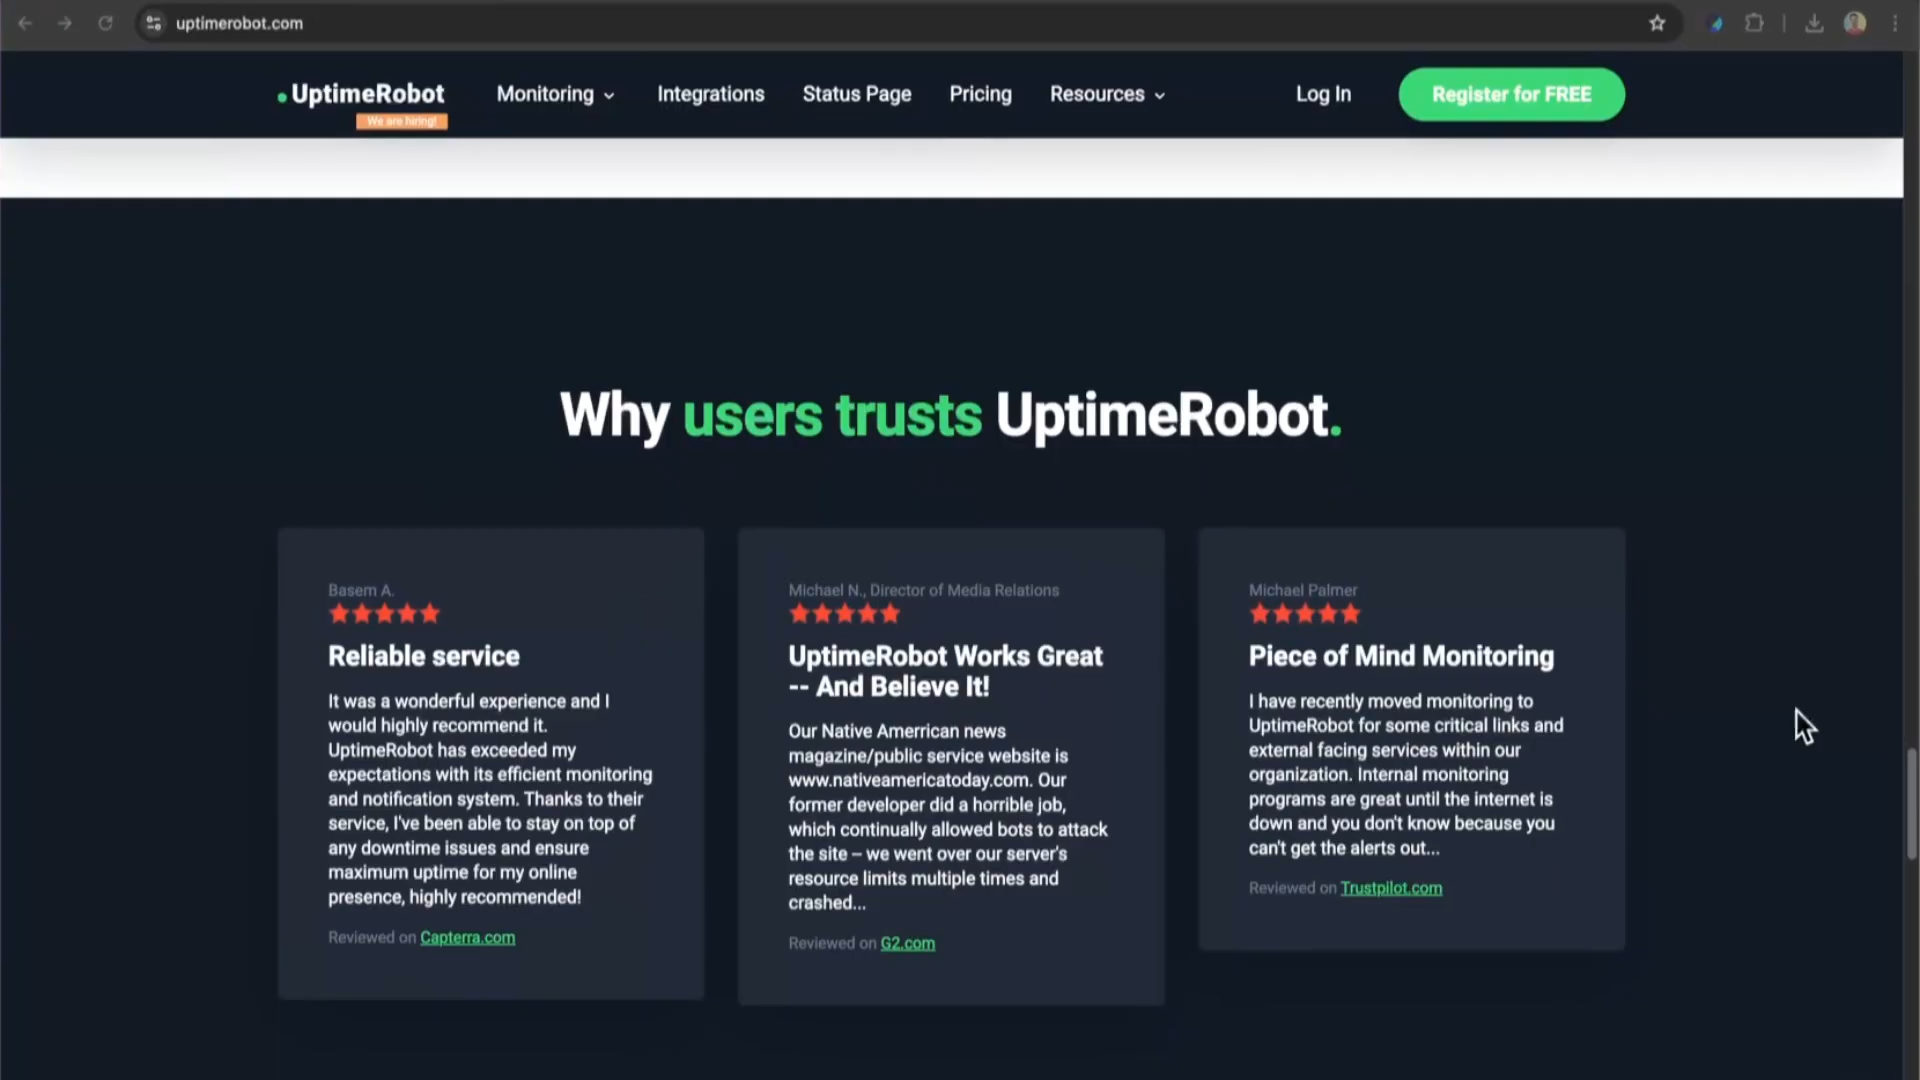 uptimerobot.com
UptimeRobot
We are hiring!
Monitoring
Integrations
Status Page
Pricing
Resources
Log In
Register for FREE
Why users trusts UptimeRobot.
Basem A.
Reliable service
It was a wonderful experience and I
would highly recommend it.
UptimeRobot has exceeded my
expectations with its efficient monitoring
and notification system. Thanks to their
service, I've been able to stay on top of
any downtime issues and ensure
maximum uptime for my online
presence, highly recommended!
Reviewed on Capterra.com
Michael N., Director of Media Relations
UptimeRobot Works Great
-- And Believe It!
Our Native Amerrican news
magazine/public service website is
www.nativeamericatoday.com. Our
former developer did a horrible job,
which continually allowed bots to attack
the site – we went over our server's
resource limits multiple times and
crashed...
Reviewed on G2.com
Michael Palmer
Piece of Mind Monitoring
I have recently moved monitoring to
UptimeRobot for some critical links and
external facing services within our
organization. Internal monitoring
programs are great until the internet is
down and you don't know because you
can't get the alerts out...
Reviewed on Trustpilot.com